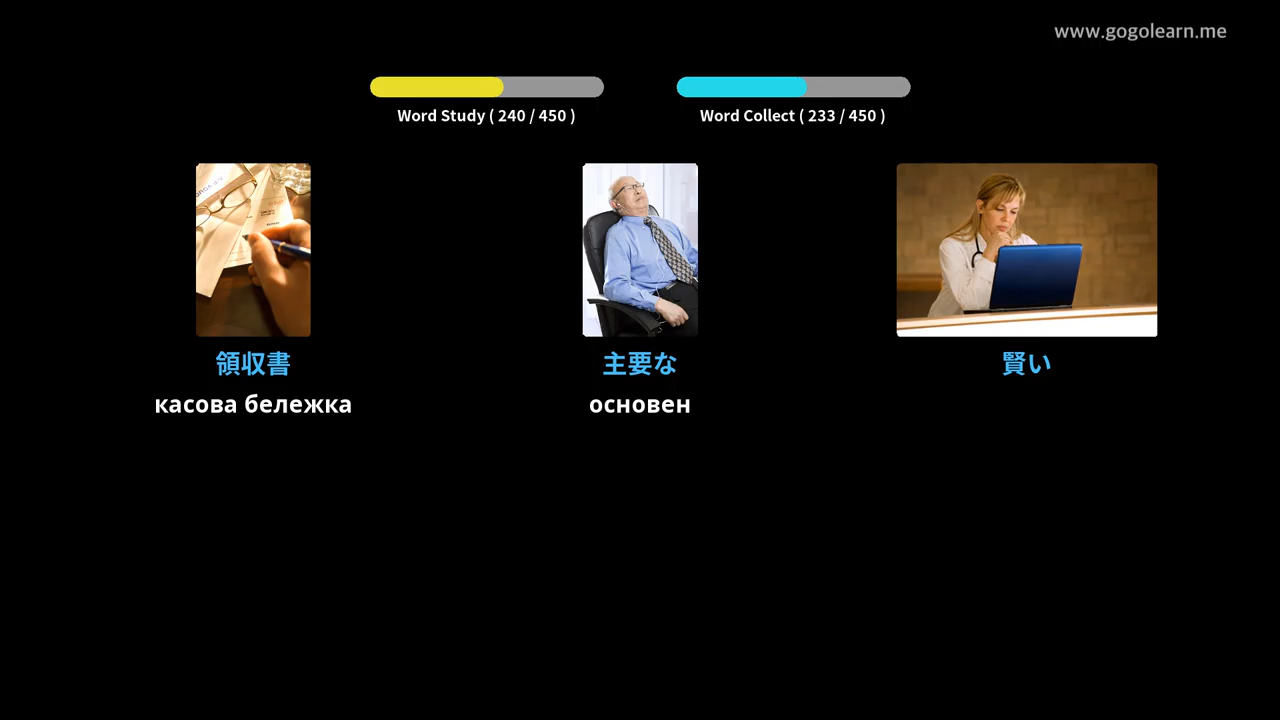 www.gogolearn.me
Word Study ( 240 / 450 )
Word Collect ( 233 / 450 )
領収書
主要な
賢い
касова бележка
основен